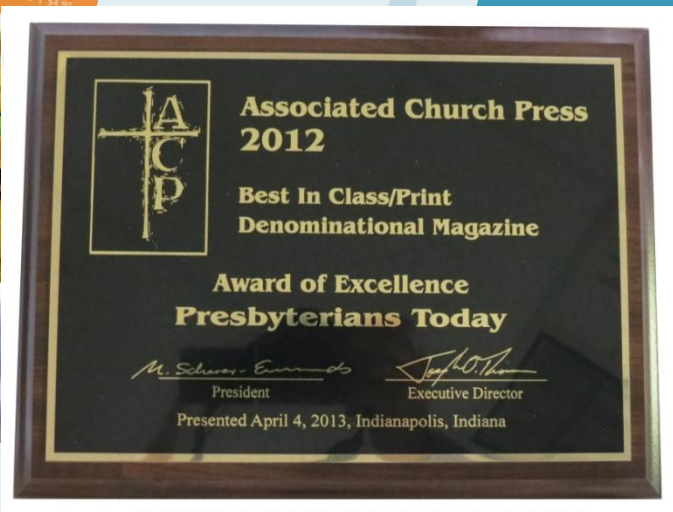 ACP
Associated Church Press
2012
Best In Class/Print
Denominational Magazine
Award of Excellence
Presbyterians Today
President
Executive Director
Presented April 4, 2013, Indianapolis, Indiana